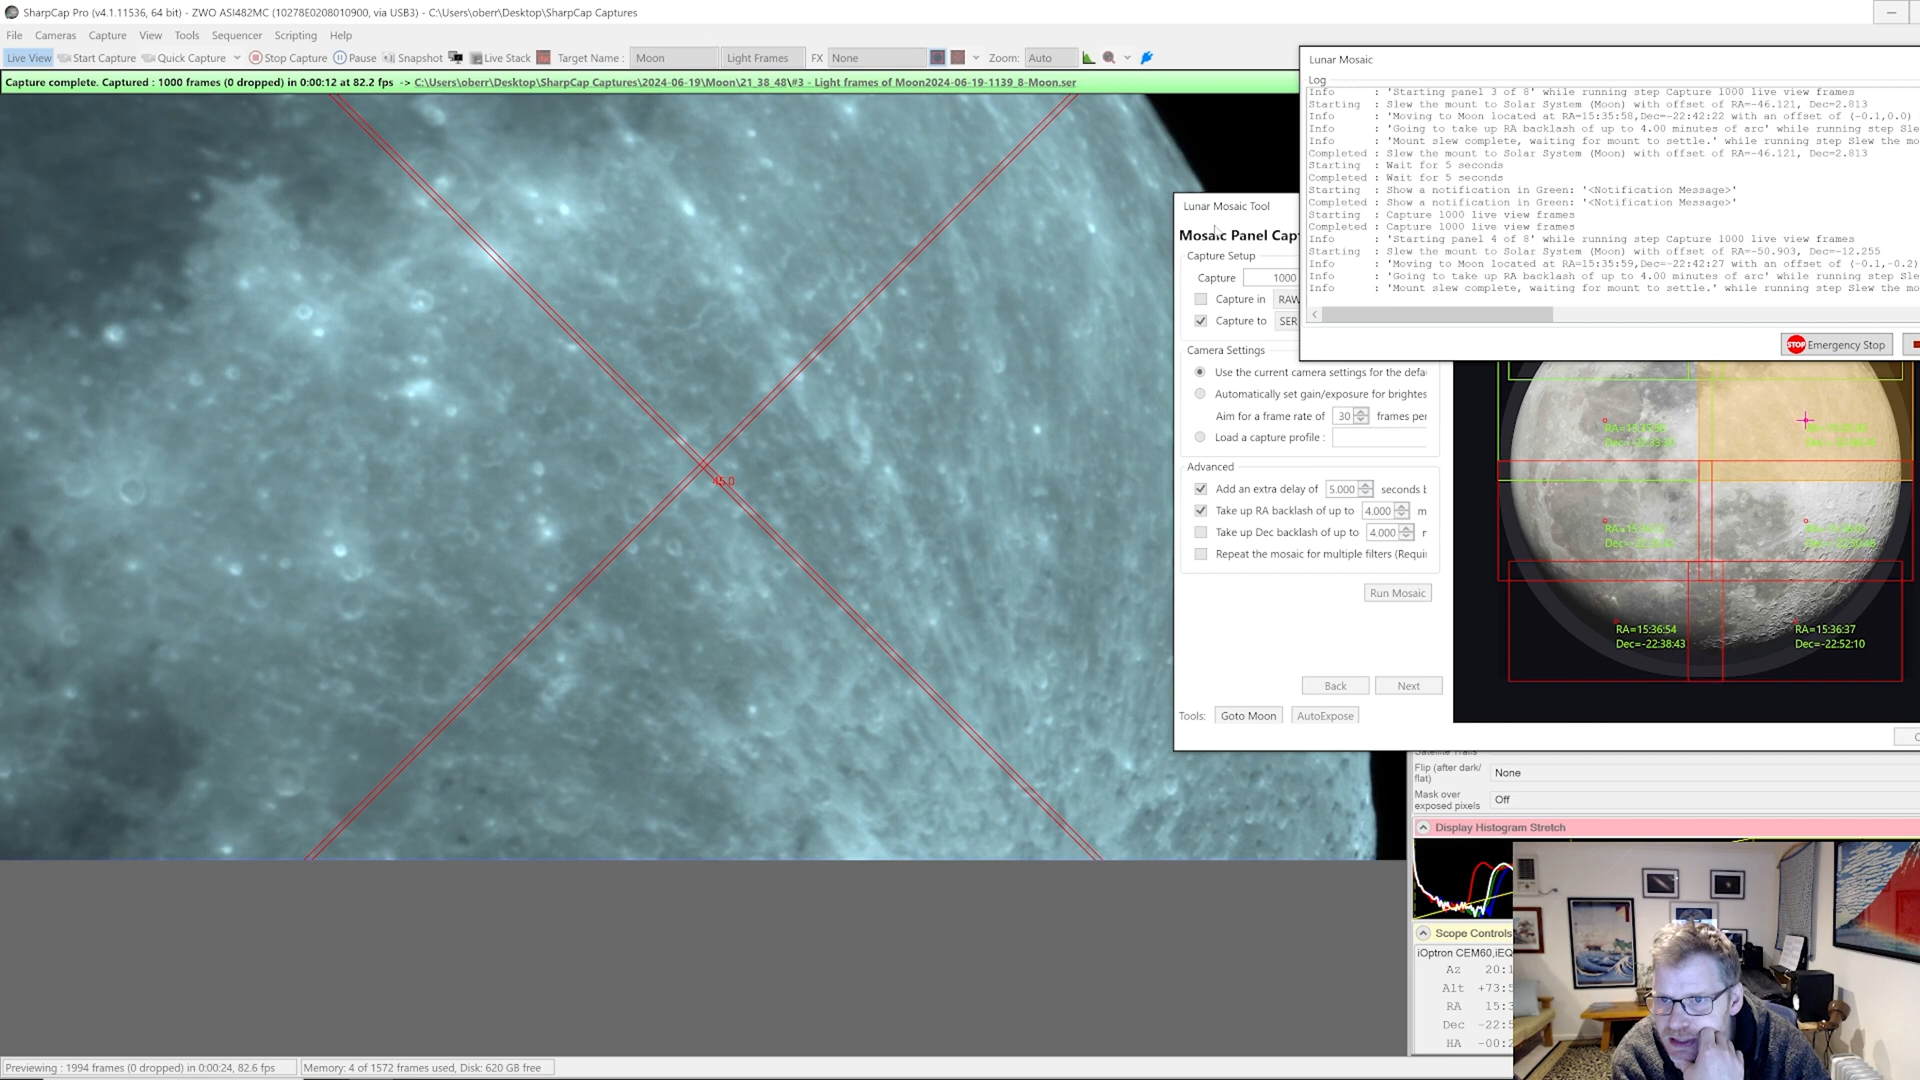 SharpCap Pro (v4.1.11536, 64 bit) - ZWO ASI482MC (10278E0208010900, via USB3) - C:\Users\oberr\Desktop\SharpCap Captures
File Cameras Capture View Tools Sequencer Scripting Help
Live View Start Capture Quick Capture Stop Capture Pause Snapshot Live Stack Target Name : Moon Light Frames FX None Zoom: Auto
Capture complete. Captured : 1000 frames (0 dropped) in 0:00:12 at 82.2 fps -> C:\Users\oberr\Desktop\SharpCap Captures\2024-06-19\Moon\21_38_48\#3 - Light frames of Moon2024-06-19-1139_8-Moon.ser
Lunar Mosaic
Log
Info : 'Starting panel 3 of 8' while running step Capture 1000 live view frames
Starting : Slew the mount to Solar System (Moon) with offset of RA=-46.121, Dec=2.813
Info : 'Moving to Moon located at RA=15:35:58,Dec=-22:42:22 with an offset of (-0.1,0.0)
Info : 'Going to take up RA backlash of up to 4.00 minutes of arc' while running step Sle
Info : 'Mount slew complete, waiting for mount to settle.' while running step Slew the mo
Completed : Slew the mount to Solar System (Moon) with offset of RA=-46.121, Dec=2.813
Starting : Wait for 5 seconds
Completed : Wait for 5 seconds
Starting : Show a notification in Green: '<Notification Message>'
Completed : Show a notification in Green: '<Notification Message>'
Starting : Capture 1000 live view frames
Completed : Capture 1000 live view frames
Info : 'Starting panel 4 of 8' while running step Capture 1000 live view frames
Starting : Slew the mount to Solar System (Moon) with offset of RA=-50.903, Dec=-12.255
Info : 'Moving to Moon located at RA=15:35:59,Dec=-22:42:27 with an offset of (-0.1,-0.2)
Info : 'Going to take up RA backlash of up to 4.00 minutes of arc' while running step Sle
Info : 'Mount slew complete, waiting for mount to settle.' while running step Slew the mo
STOP Emergency Stop
Lunar Mosaic Tool
Mosaic Panel Cap
Capture Setup
Capture 1000
Capture in RAW
Capture to SER
Camera Settings
Use the current camera settings for the defa
Automatically set gain/exposure for brightes
Aim for a frame rate of 30 frames per
Load a capture profile :
Advanced
Add an extra delay of 5.000 seconds b
Take up RA backlash of up to 4.000 m
Take up Dec backlash of up to 4.000 r
Repeat the mosaic for multiple filters (Requi
Run Mosaic
Back Next
Tools: Goto Moon AutoExpose
RA=15:36:54
Dec=-22:38:43
RA=15:36:37
Dec=-22:52:10
Flip (after dark/flat) None
Mask over exposed pixels Off
Display Histogram Stretch
Scope Controls
iOptron CEM60,iEQ
Az 20:1
Alt +73:5
RA 15:3
Dec -22:5
HA -00:2
Previewing : 1994 frames (0 dropped) in 0:00:24, 82.6 fps Memory: 4 of 1572 frames used, Disk: 620 GB free